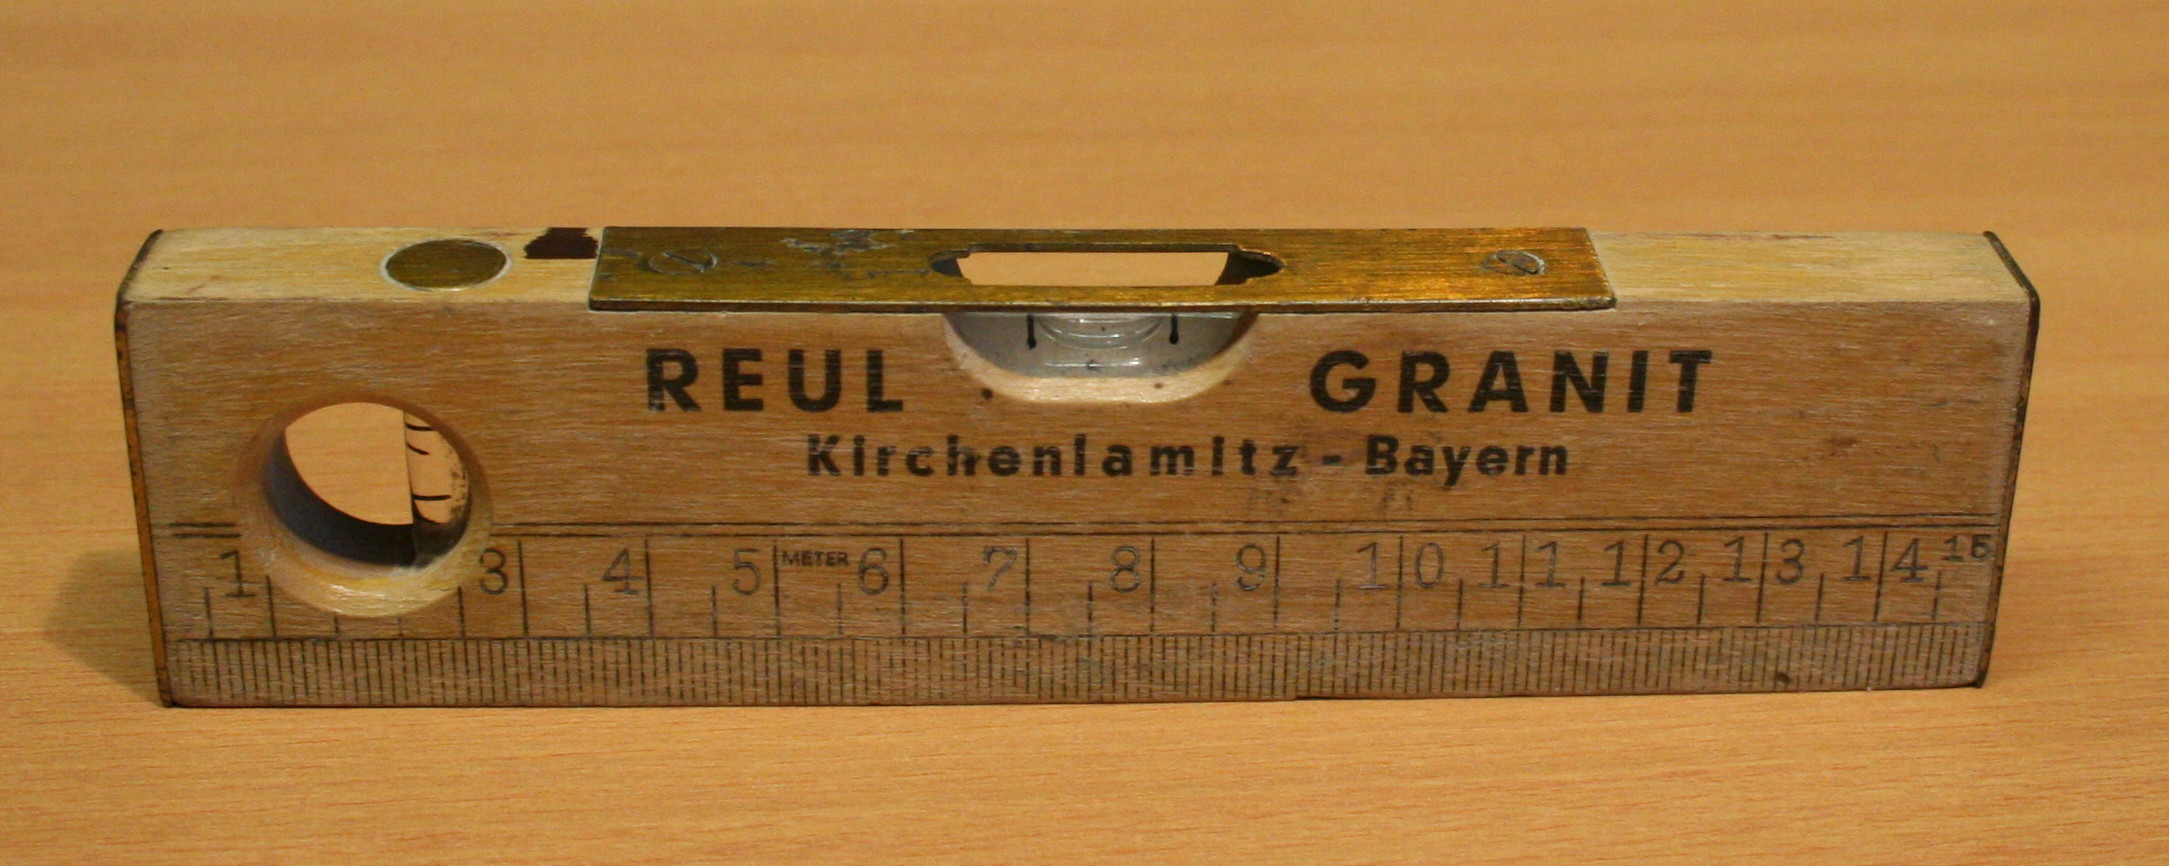 REUL GRANIT
Kirchenlamitz - Bayern
1 3 4 5 METER 6 7 8 9 10 11 12 13 14 15